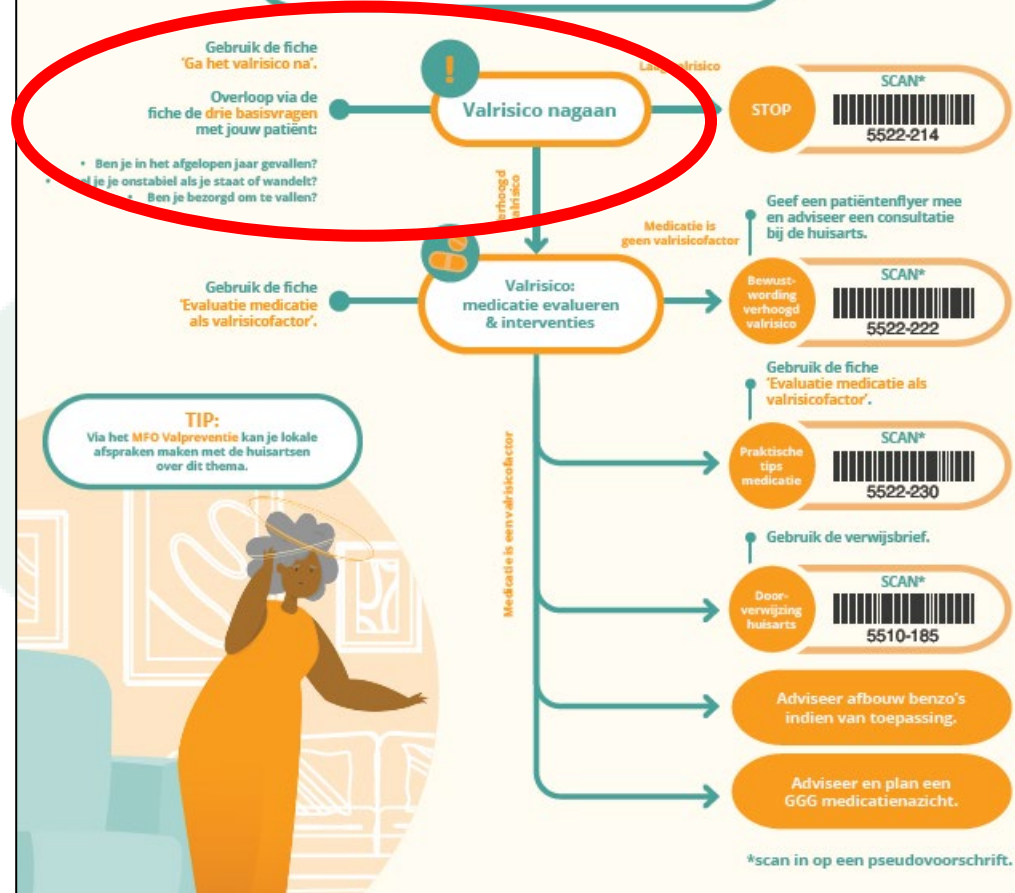 Gebruik de fiche
'Ga het valrisico na'.
Overloop via de
fiche de drie basisvragen
met jouw patiënt:
• Ben je in het afgelopen jaar gevallen?
je je onstabiel als je staat of wandelt?
• Ben je bezorgd om te vallen?
!
Valrisico nagaan
STOP
SCAN*
5522-214
Geef een patiëntenflyer mee
en adviseer een consultatie
bij de huisarts.
Medicatie is
geen valrisicofactor
Gebruik de fiche
'Evaluatie medicatie
als valrisicofactor'.
Valrisico:
medicatie evalueren
& interventies
Bewust-
wording
verhoogd
valrisico
SCAN*
5522-222
Gebruik de fiche
'Evaluatie medicatie als
valrisicofactor'.
TIP:
Via het MFO Valpreventie kan je lokale
afspraken maken met de huisartsen
over dit thema.
Medicatie is een valrisicofactor
Praktische
tips
medicatie
SCAN*
5522-230
Gebruik de verwijsbrief.
Door-
verwijzing
huisarts
SCAN*
5510-185
Adviseer afbouw benzo's
indien van toepassing.
Adviseer en plan een
GGG medicatienazicht.
*scan in op een pseudovoorschrift.